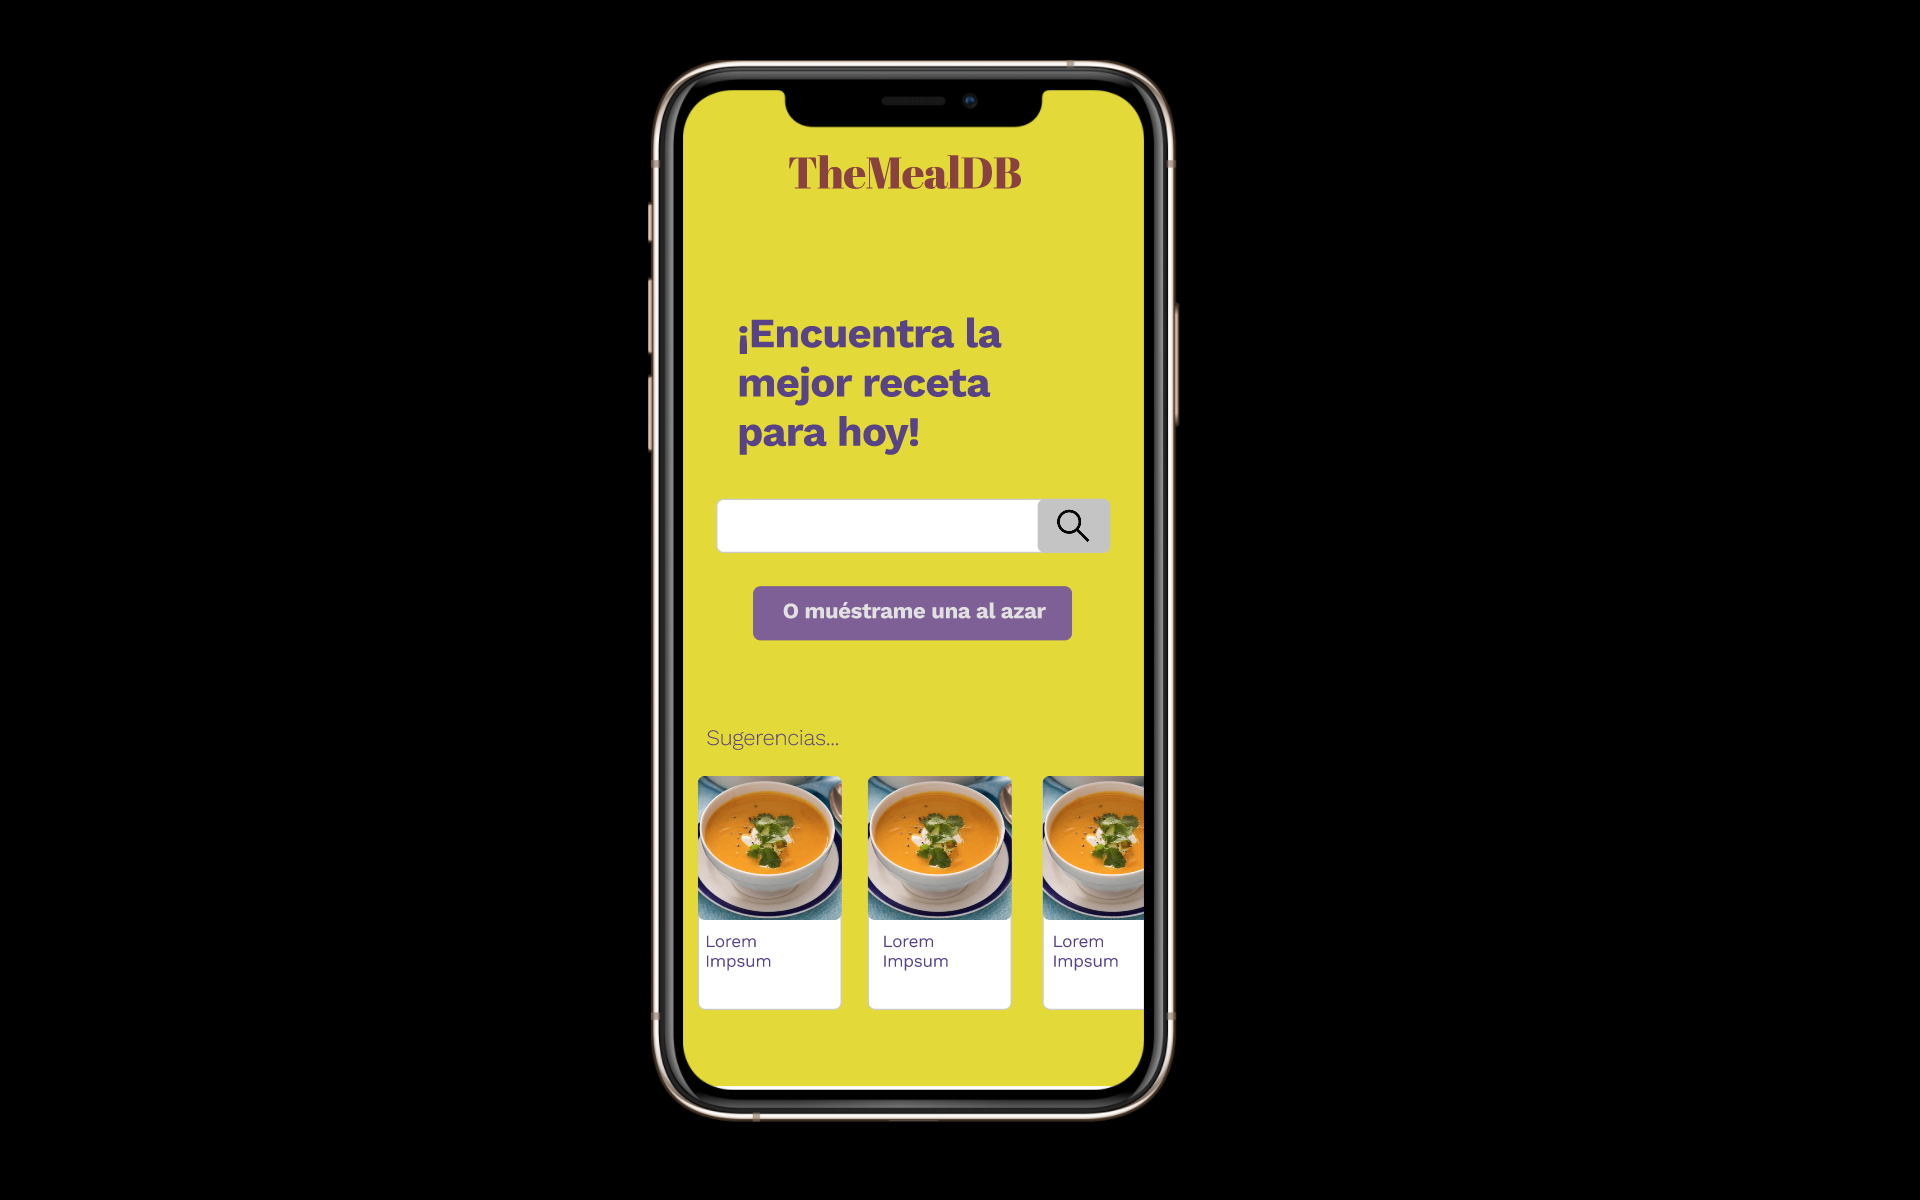 TheMealDB
¡Encuentra la
mejor receta
para hoy!
O muéstrame una al azar
Sugerencias...
Lorem
Impsum
Lorem
Impsum
Lorem
Impsum